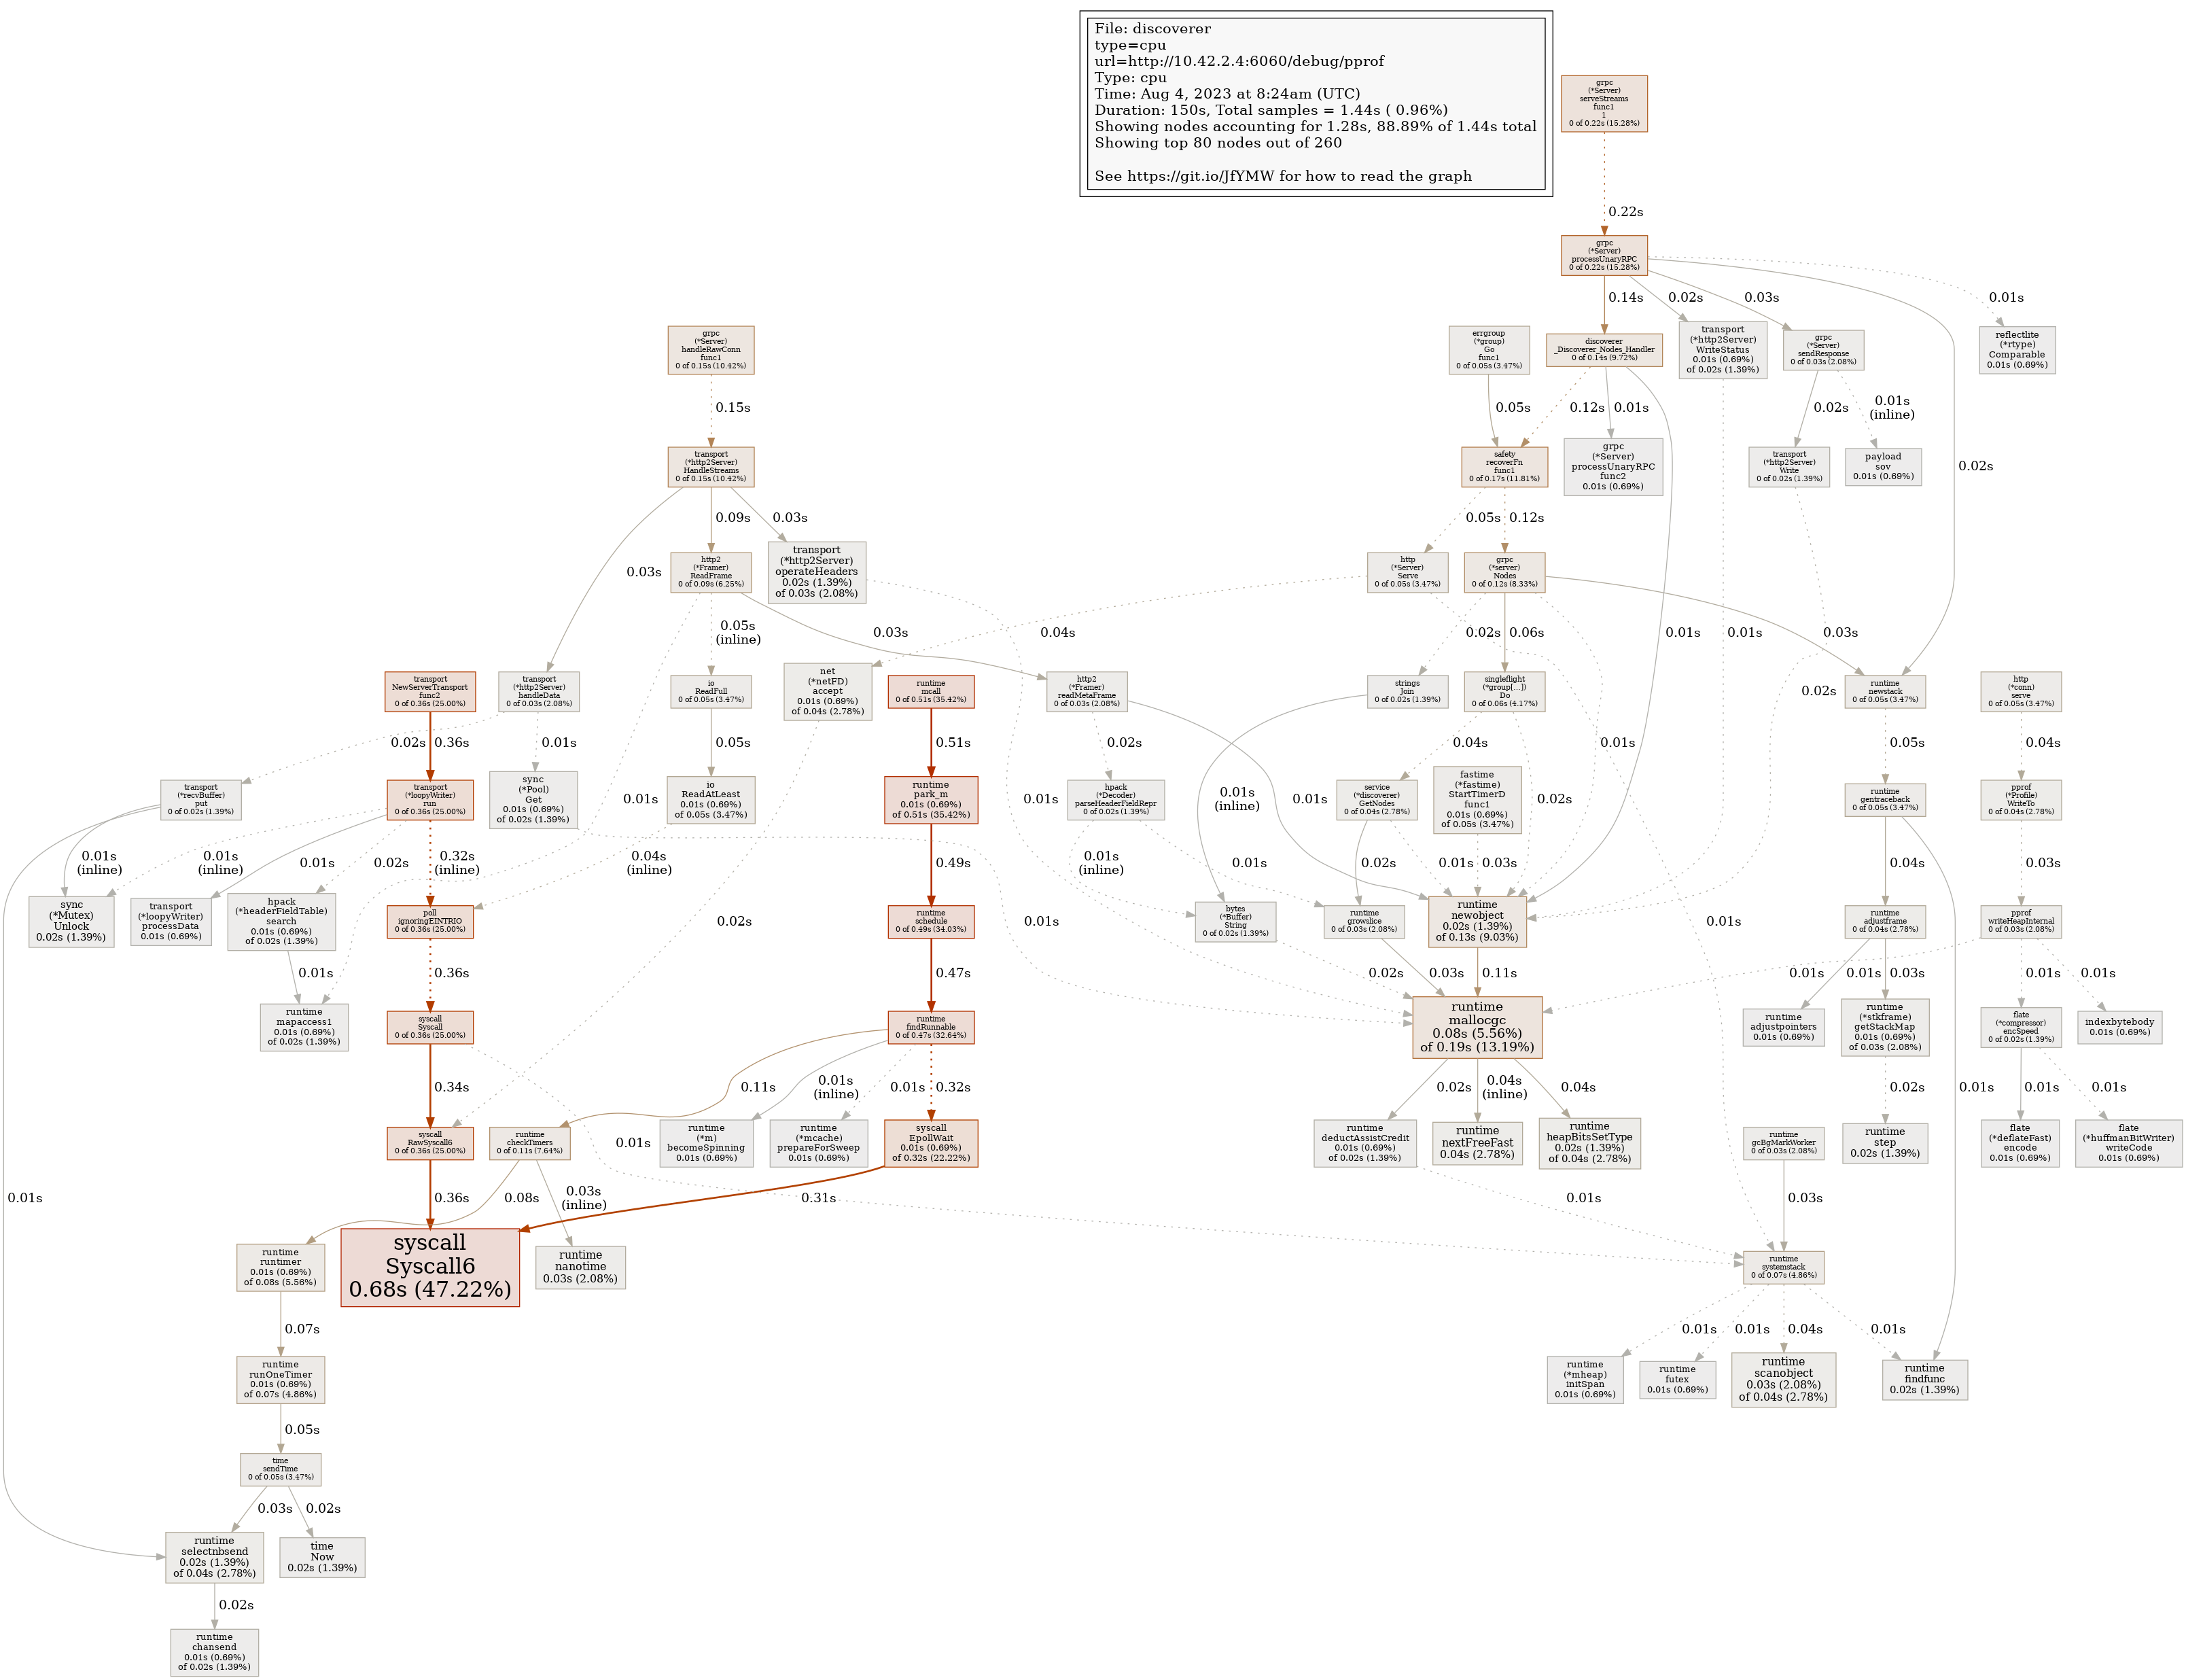 File: discoverer
type=cpu
url=http://10.42.2.4:6060/debug/pprof
Type: cpu
Time: Aug 4, 2023 at 8:24am (UTC)
Duration: 150s, Total samples = 1.44s ( 0.96%)
Showing nodes accounting for 1.28s, 88.89% of 1.44s total
Showing top 80 nodes out of 260
See https://git.io/JfYMW for how to read the graph
grpc
(*Server)
serveStreams
func1
1
0 of 0.22s (15.28%)
0.22s
grpc
(*Server)
processUnaryRPC
0 of 0.22s (15.28%)
0.14s
0.02s
0.03s
0.01s
grpc
(*Server)
handleRawConn
func1
0 of 0.15s (10.42%)
errgroup
(*group)
Go
func1
0 of 0.05s (3.47%)
discoverer
_Discoverer_Nodes_Handler
0 of 0.14s (9.72%)
transport
(*http2Server)
WriteStatus
0.01s (0.69%)
of 0.02s (1.39%)
grpc
(*Server)
sendResponse
0 of 0.03s (2.08%)
reflectlite
(*rtype)
Comparable
0.01s (0.69%)
0.15s
0.05s
0.12s
0.01s
0.02s
0.01s
(inline)
0.02s
transport
(*http2Server)
HandleStreams
0 of 0.15s (10.42%)
safety
recoverFn
func1
0 of 0.17s (11.81%)
grpc
(*Server)
processUnaryRPC
func2
0.01s (0.69%)
transport
(*http2Server)
Write
0 of 0.02s (1.39%)
payload
sov
0.01s (0.69%)
0.03s
0.09s
0.03s
0.05s
0.12s
http2
(*Framer)
ReadFrame
0 of 0.09s (6.25%)
transport
(*http2Server)
operateHeaders
0.02s (1.39%)
of 0.03s (2.08%)
http
(*Server)
Serve
0 of 0.05s (3.47%)
grpc
(*server)
Nodes
0 of 0.12s (8.33%)
0.05s
(inline)
0.03s
0.04s
0.02s
0.06s
0.01s
0.01s
0.03s
0.02s
transport
NewServerTransport
func2
0 of 0.36s (25.00%)
transport
(*http2Server)
handleData
0 of 0.03s (2.08%)
io
ReadFull
0 of 0.05s (3.47%)
net
(*netFD)
accept
0.01s (0.69%)
of 0.04s (2.78%)
runtime
mcall
0 of 0.51s (35.42%)
http2
(*Framer)
readMetaFrame
0 of 0.03s (2.08%)
strings
Join
0 of 0.02s (1.39%)
singleflight
(*group[...])
Do
0 of 0.06s (4.17%)
runtime
newstack
0 of 0.05s (3.47%)
http
(*conn)
serve
0 of 0.05s (3.47%)
0.02s
0.36s
0.01s
0.05s
0.51s
0.02s
0.04s
0.01s
0.05s
0.04s
transport
(*recvBuffer)
put
0 of 0.02s (1.39%)
transport
(*loopyWriter)
run
0 of 0.36s (25.00%)
sync
(*Pool)
Get
0.01s (0.69%)
of 0.02s (1.39%)
0.01s
io
ReadAtLeast
0.01s (0.69%)
of 0.05s (3.47%)
runtime
park_m
0.01s (0.69%)
of 0.51s (35.42%)
0.01s
hpack
(*Decoder)
parseHeaderFieldRepr
0 of 0.02s (1.39%)
0.01s
0.01s
(inline)
service
(*discoverer)
GetNodes
0 of 0.04s (2.78%)
fastime
(*fastime)
StartTimerD
func1
0.01s (0.69%)
of 0.05s (3.47%)
0.02s
runtime
gentraceback
0 of 0.05s (3.47%)
pprof
(*Profile)
WriteTo
0 of 0.04s (2.78%)
0.01s
(inline)
0.01s
(inline)
0.01s
0.02s
0.32s
(inline)
0.04s
(inline)
0.49s
0.01s
(inline)
0.01s
0.02s
0.01s
0.03s
0.04s
0.03s
sync
(*Mutex)
Unlock
0.02s (1.39%)
transport
(*loopyWriter)
processData
0.01s (0.69%)
hpack
(*headerFieldTable)
search
0.01s (0.69%)
of 0.02s (1.39%)
poll
ignoringEINTRIO
0 of 0.36s (25.00%)
0.02s
runtime
schedule
0 of 0.49s (34.03%)
0.01s
bytes
(*Buffer)
String
0 of 0.02s (1.39%)
runtime
growslice
0 of 0.03s (2.08%)
runtime
newobject
0.02s (1.39%)
of 0.13s (9.03%)
0.01s
runtime
adjustframe
0 of 0.04s (2.78%)
pprof
writeHeapInternal
0 of 0.03s (2.08%)
0.01s
0.36s
0.47s
0.02s
0.03s
0.11s
0.01s
0.01s
0.03s
0.01s
0.01s
runtime
mapaccess1
0.01s (0.69%)
of 0.02s (1.39%)
syscall
Syscall
0 of 0.36s (25.00%)
runtime
findRunnable
0 of 0.47s (32.64%)
runtime
mallocgc
0.08s (5.56%)
of 0.19s (13.19%)
runtime
adjustpointers
0.01s (0.69%)
runtime
(*stkframe)
getStackMap
0.01s (0.69%)
of 0.03s (2.08%)
flate
(*compressor)
encSpeed
0 of 0.02s (1.39%)
indexbytebody
0.01s (0.69%)
0.34s
0.11s
0.01s
(inline)
0.01s
0.32s
0.02s
0.04s
(inline)
0.04s
0.02s
0.01s
0.01s
0.01s
syscall
RawSyscall6
0 of 0.36s (25.00%)
runtime
checkTimers
0 of 0.11s (7.64%)
0.01s
runtime
(*m)
becomeSpinning
0.01s (0.69%)
runtime
(*mcache)
prepareForSweep
0.01s (0.69%)
syscall
EpollWait
0.01s (0.69%)
of 0.32s (22.22%)
runtime
deductAssistCredit
0.01s (0.69%)
of 0.02s (1.39%)
runtime
nextFreeFast
0.04s (2.78%)
runtime
heapBitsSetType
0.02s (1.39%)
of 0.04s (2.78%)
runtime
gcBgMarkWorker
0 of 0.03s (2.08%)
runtime
step
0.02s (1.39%)
flate
(*deflateFast)
encode
0.01s (0.69%)
flate
(*huffmanBitWriter)
writeCode
0.01s (0.69%)
0.01s
0.36s
0.08s
0.03s
(inline)
0.31s
0.01s
0.03s
runtime
runtimer
0.01s (0.69%)
of 0.08s (5.56%)
syscall
Syscall6
0.68s (47.22%)
runtime
nanotime
0.03s (2.08%)
runtime
systemstack
0 of 0.07s (4.86%)
0.07s
0.01s
0.01s
0.04s
0.01s
runtime
runOneTimer
0.01s (0.69%)
of 0.07s (4.86%)
runtime
(*mheap)
initSpan
0.01s (0.69%)
runtime
futex
0.01s (0.69%)
runtime
scanobject
0.03s (2.08%)
of 0.04s (2.78%)
runtime
findfunc
0.02s (1.39%)
0.05s
time
sendTime
0 of 0.05s (3.47%)
0.03s
0.02s
runtime
selectnbsend
0.02s (1.39%)
of 0.04s (2.78%)
time
Now
0.02s (1.39%)
0.02s
runtime
chansend
0.01s (0.69%)
of 0.02s (1.39%)